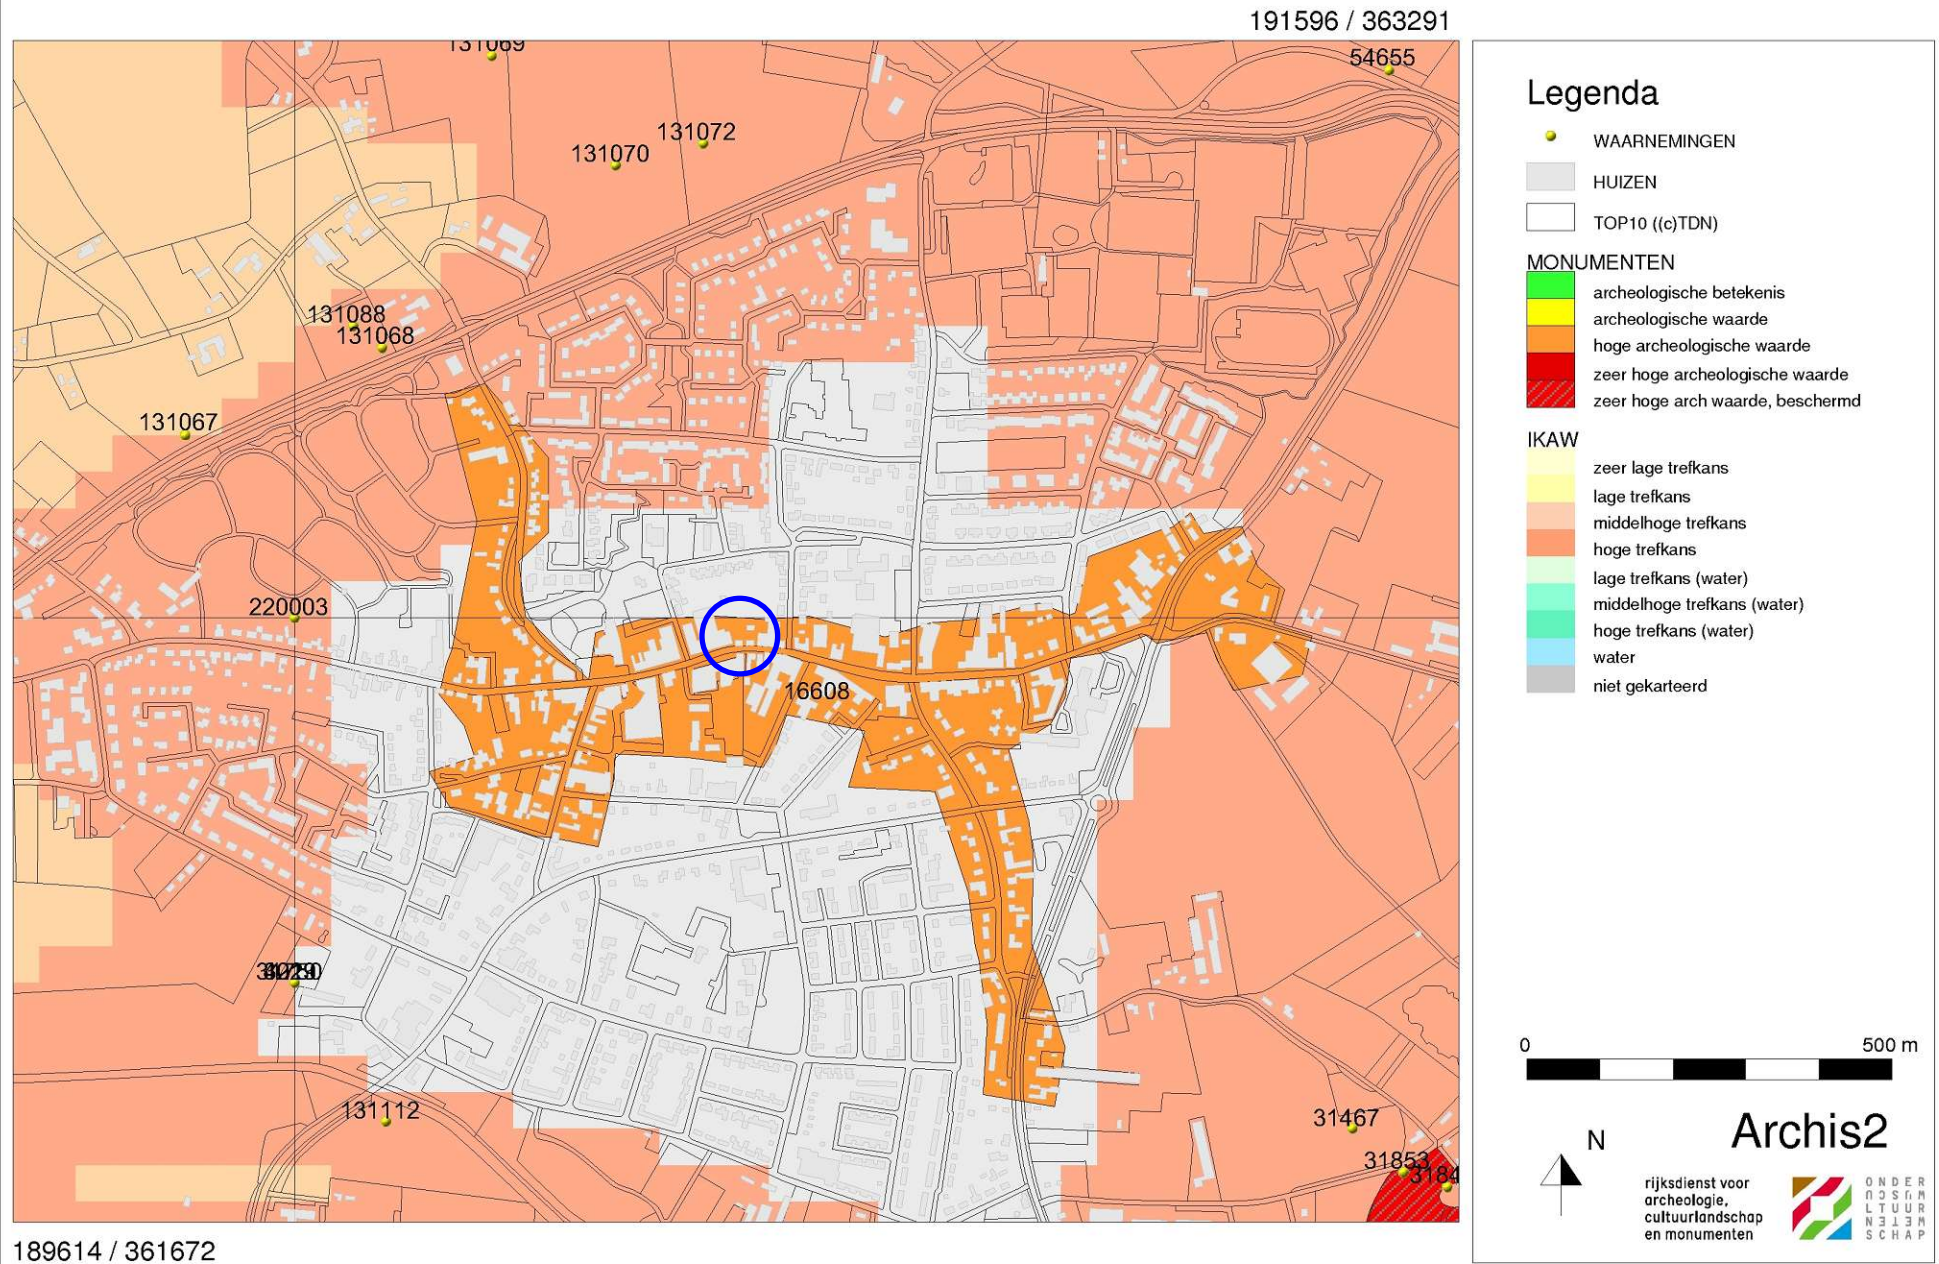 191596 / 363291
131069
54655
131072
131070
131088
131068
131067
220003
16608
131112
31467
31853
189614 / 361672
Legenda
WAARNEMINGEN
HUIZEN
TOP10 ((c)TDN)
MONUMENTEN
archeologische betekenis
archeologische waarde
hoge archeologische waarde
zeer hoge archeologische waarde
zeer hoge arch waarde, beschermd
IKAW
zeer lage trefkans
lage trefkans
middelhoge trefkans
hoge trefkans
lage trefkans (water)
middelhoge trefkans (water)
hoge trefkans (water)
water
niet gekarteerd
0 500 m
N
Archis2
rijksdienst voor
archeologie,
cultuurlandschap
en monumenten